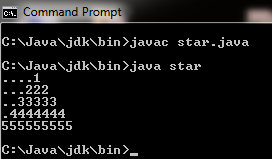 Command Prompt
C:\Java\jdk\bin>javac star.java
C:\Java\jdk\bin>java star
....1
...222
..33333
.4444444
555555555
C:\Java\jdk\bin>_